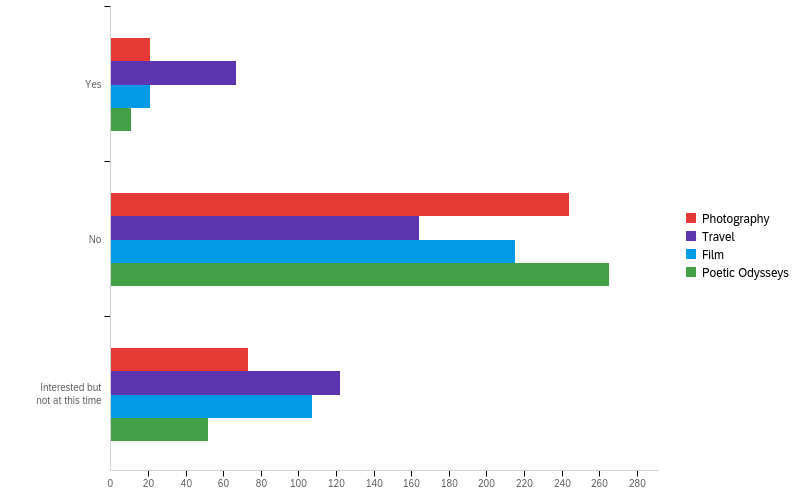 Yes
No
Interested but
not at this time
0 20 40 60 80 100 120 140 160 180 200 220 240 260 280
Photography
Travel
Film
Poetic Odysseys